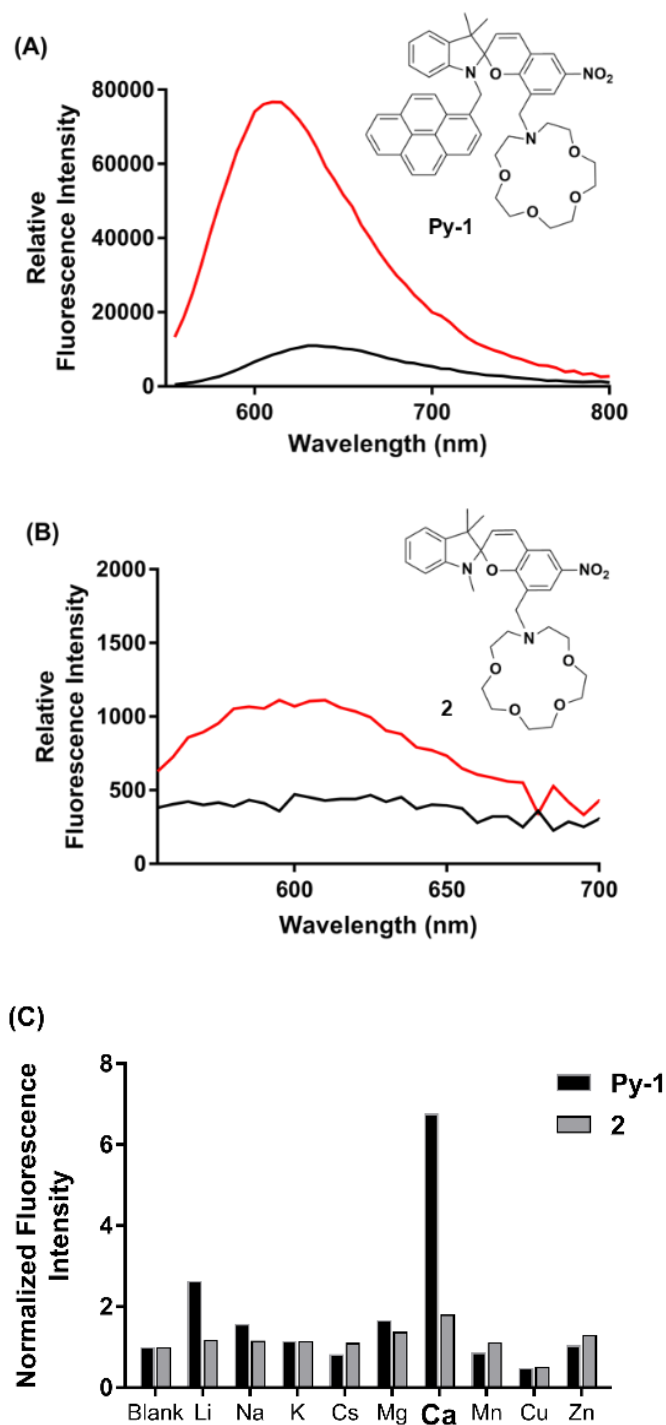 (A)
NO2
N
O
N
O
O
O
O
Py-1
80000
60000
40000
20000
0
Relative
Fluorescence Intensity
600
700
800
Wavelength (nm)
(B)
NO2
N
O
N
O
O
O
O
2
2000
1500
1000
500
0
Relative
Fluorescence Intensity
600
650
700
Wavelength (nm)
(C)
8
6
4
2
0
Normalized Fluorescence
Intensity
Py-1
2
Blank Li Na K Cs Mg Ca Mn Cu Zn